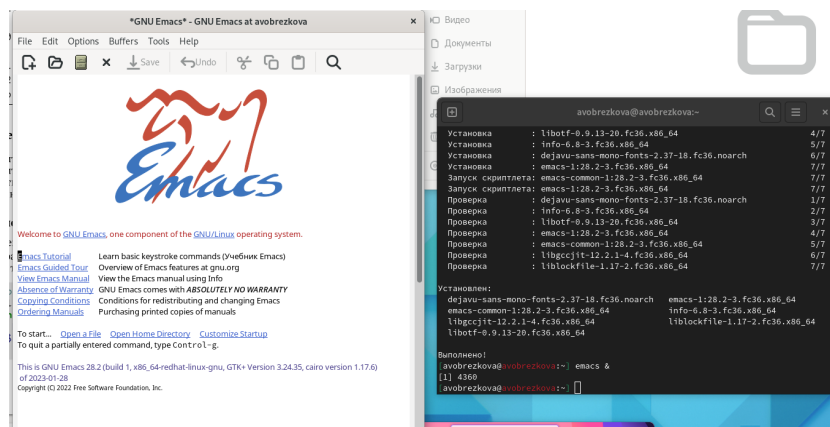 *GNU Emacs* - GNU Emacs at avobrezkova
File Edit Options Buffers Tools Help
Save Undo
Emacs
Welcome to GNU Emacs, one component of the GNU/Linux operating system.
Emacs Tutorial Learn basic keystroke commands (Учебник Emacs)
Emacs Guided Tour Overview of Emacs features at gnu.org
View Emacs Manual View the Emacs manual using Info
Absence of Warranty GNU Emacs comes with ABSOLUTELY NO WARRANTY
Copying Conditions Conditions for redistributing and changing Emacs
Ordering Manuals Purchasing printed copies of manuals
To start... Open a File Open Home Directory Customize Startup
To quit a partially entered command, type Control-g.
This is GNU Emacs 28.2 (build 1, x86_64-redhat-linux-gnu, GTK+ Version 3.24.35, cairo version 1.17.6)
of 2023-01-28
Copyright (C) 2022 Free Software Foundation, Inc.
Видео
Документы
Загрузки
Изображения
avobrezkova@avobrezkova:~
Установка : libotf-0.9.13-20.fc36.x86_64 4/7
Установка : info-6.8-3.fc36.x86_64 5/7
Установка : dejavu-sans-mono-fonts-2.37-18.fc36.noarch 6/7
Установка : emacs-1:28.2-3.fc36.x86_64 7/7
Запуск скриптлета: emacs-common-1:28.2-3.fc36.x86_64 7/7
Запуск скриптлета: emacs-1:28.2-3.fc36.x86_64 7/7
Проверка : dejavu-sans-mono-fonts-2.37-18.fc36.noarch 1/7
Проверка : info-6.8-3.fc36.x86_64 2/7
Проверка : libotf-0.9.13-20.fc36.x86_64 3/7
Проверка : emacs-1:28.2-3.fc36.x86_64 4/7
Проверка : emacs-common-1:28.2-3.fc36.x86_64 5/7
Проверка : libgccjit-12.2.1-4.fc36.x86_64 6/7
Проверка : liblockfile-1.17-2.fc36.x86_64 7/7
Установлен:
dejavu-sans-mono-fonts-2.37-18.fc36.noarch emacs-1:28.2-3.fc36.x86_64
emacs-common-1:28.2-3.fc36.x86_64 info-6.8-3.fc36.x86_64
libgccjit-12.2.1-4.fc36.x86_64 liblockfile-1.17-2.fc36.x86_64
libotf-0.9.13-20.fc36.x86_64
Выполнено!
[avobrezkova@avobrezkova:~] emacs &
[1] 4360
[avobrezkova@avobrezkova:~]